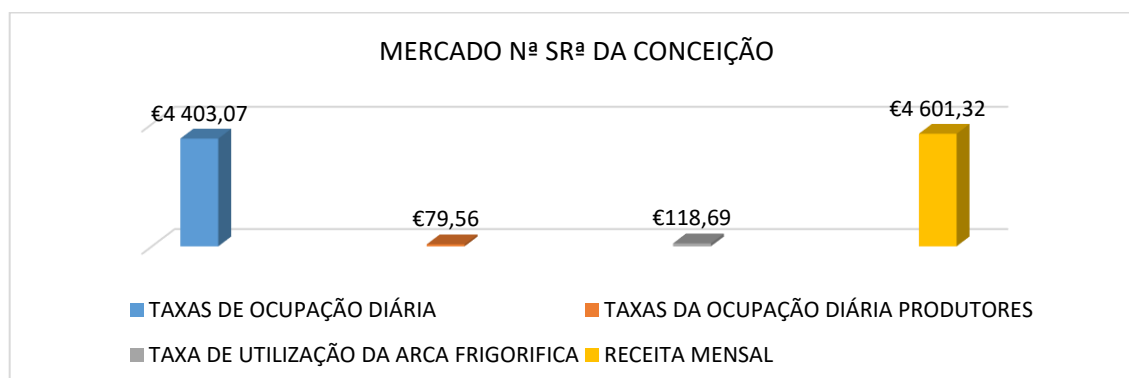 MERCADO Nª SRª DA CONCEIÇÃO
€4 403,07
€79,56
€118,69
€4 601,32
TAXAS DE OCUPAÇÃO DIÁRIA
TAXAS DA OCUPAÇÃO DIÁRIA PRODUTORES
TAXA DE UTILIZAÇÃO DA ARCA FRIGORIFICA
RECEITA MENSAL